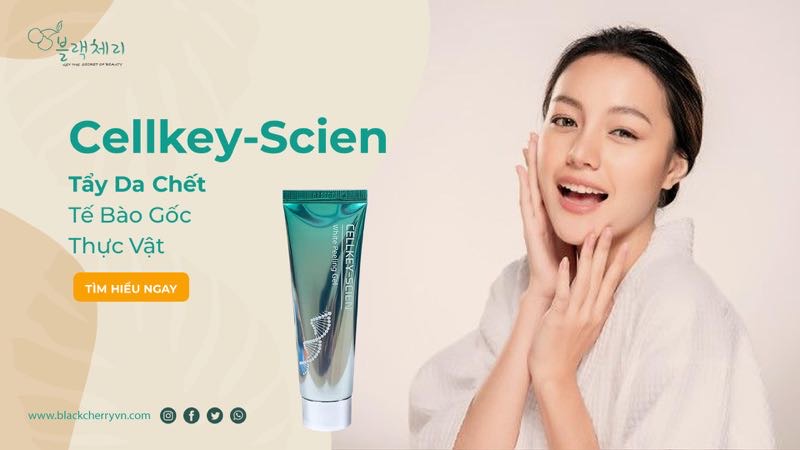 블랙체리
KEY THE SECRET OF BEAUTY
Cellkey-Scien
Tẩy Da Chết
Tế Bào Gốc
Thực Vật
TÌM HIỂU NGAY
CELLKEY-SCIEN
White Peeling Gel
www.blackcherryvn.com